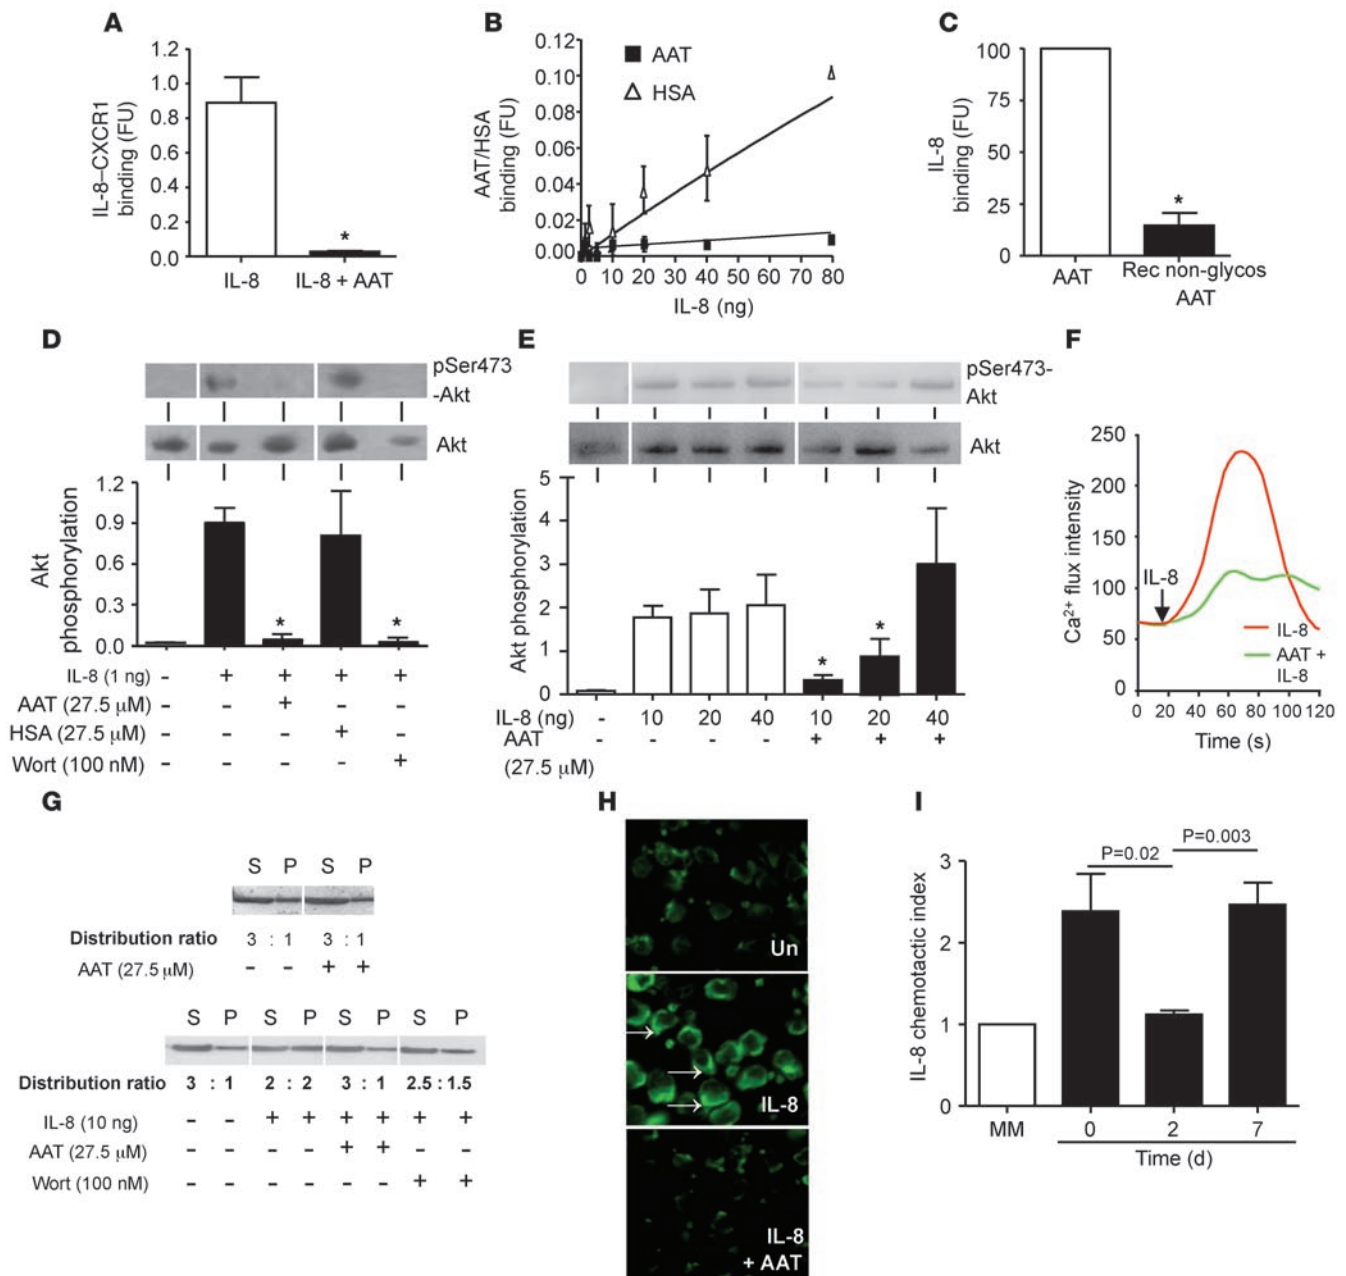 A
IL-8–CXCR1
binding (FU)
1.2
1.0
0.8
0.6
0.4
0.2
0.0
IL-8
IL-8 + AAT
*
B
AAT/HSA
binding (FU)
0.12
0.10
0.08
0.06
0.04
0.02
0.00
AAT
HSA
0 10 20 30 40 50 60 70 80
IL-8 (ng)
C
IL-8
binding (FU)
100
75
50
25
0
*
AAT
Rec non-glycos
AAT
D
pSer473
-Akt
Akt
Akt
phosphorylation
1.2
0.9
0.6
0.3
0.0
* *
IL-8 (1 ng) - + + + +
AAT (27.5 μM) - - + - -
HSA (27.5 μM) - - - + -
Wort (100 nM) - - - - +
E
pSer473-
Akt
Akt
Akt phosphorylation
5
4
3
2
1
0
* *
IL-8 (ng) - 10 20 40 10 20 40
AAT - - - - + + +
(27.5 μM)
F
Ca2+ flux intensity
250
200
150
100
50
0
IL-8
IL-8
AAT +
IL-8
0 20 40 60 80 100 120
Time (s)
G
S P S P
Distribution ratio 3 : 1 3 : 1
AAT (27.5 μM) - - + +
S P S P S P S P
Distribution ratio 3 : 1 2 : 2 3 : 1 2.5 : 1.5
IL-8 (10 ng) - - + + + + + +
AAT (27.5 μM) - - - - + + - -
Wort (100 nM) - - - - - - + +
H
Un
IL-8
IL-8
+ AAT
I
IL-8 chemotactic index
3
2
1
0
P=0.02
P=0.003
MM 0 2 7
Time (d)